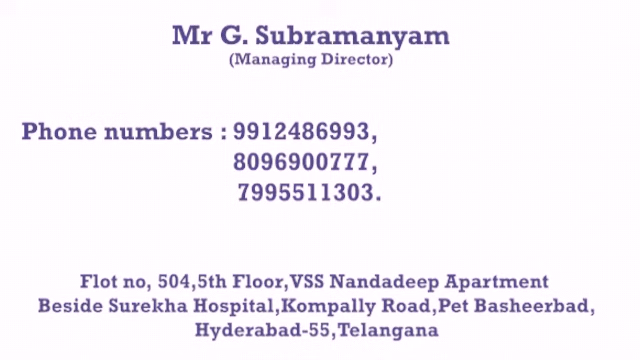 Mr G. Subramanyam
(Managing Director)
Phone numbers : 9912486993,
8096900777,
7995511303.
Flot no, 504,5th Floor,VSS Nandadeep Apartment
Beside Surekha Hospital,Kompally Road,Pet Basheerbad,
Hyderabad-55,Telangana